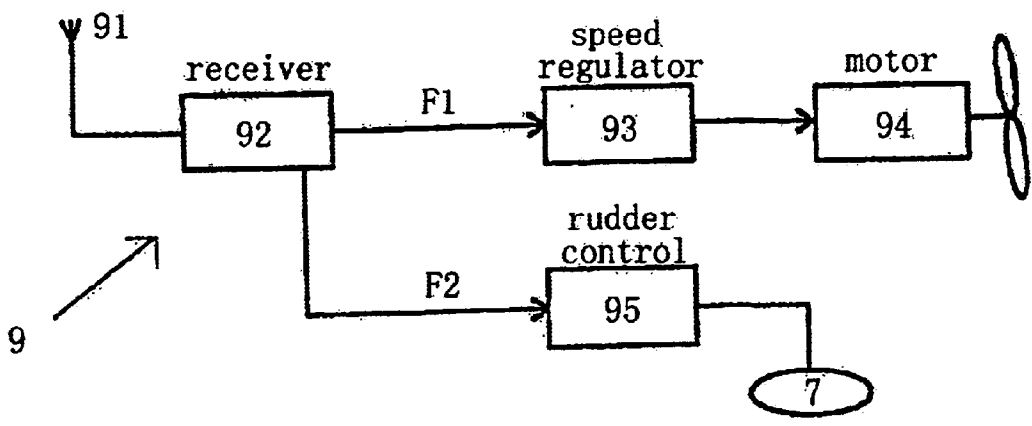 91
receiver
92
F1
speed
regulator
93
motor
94
rudder
control
F2
95
9
7